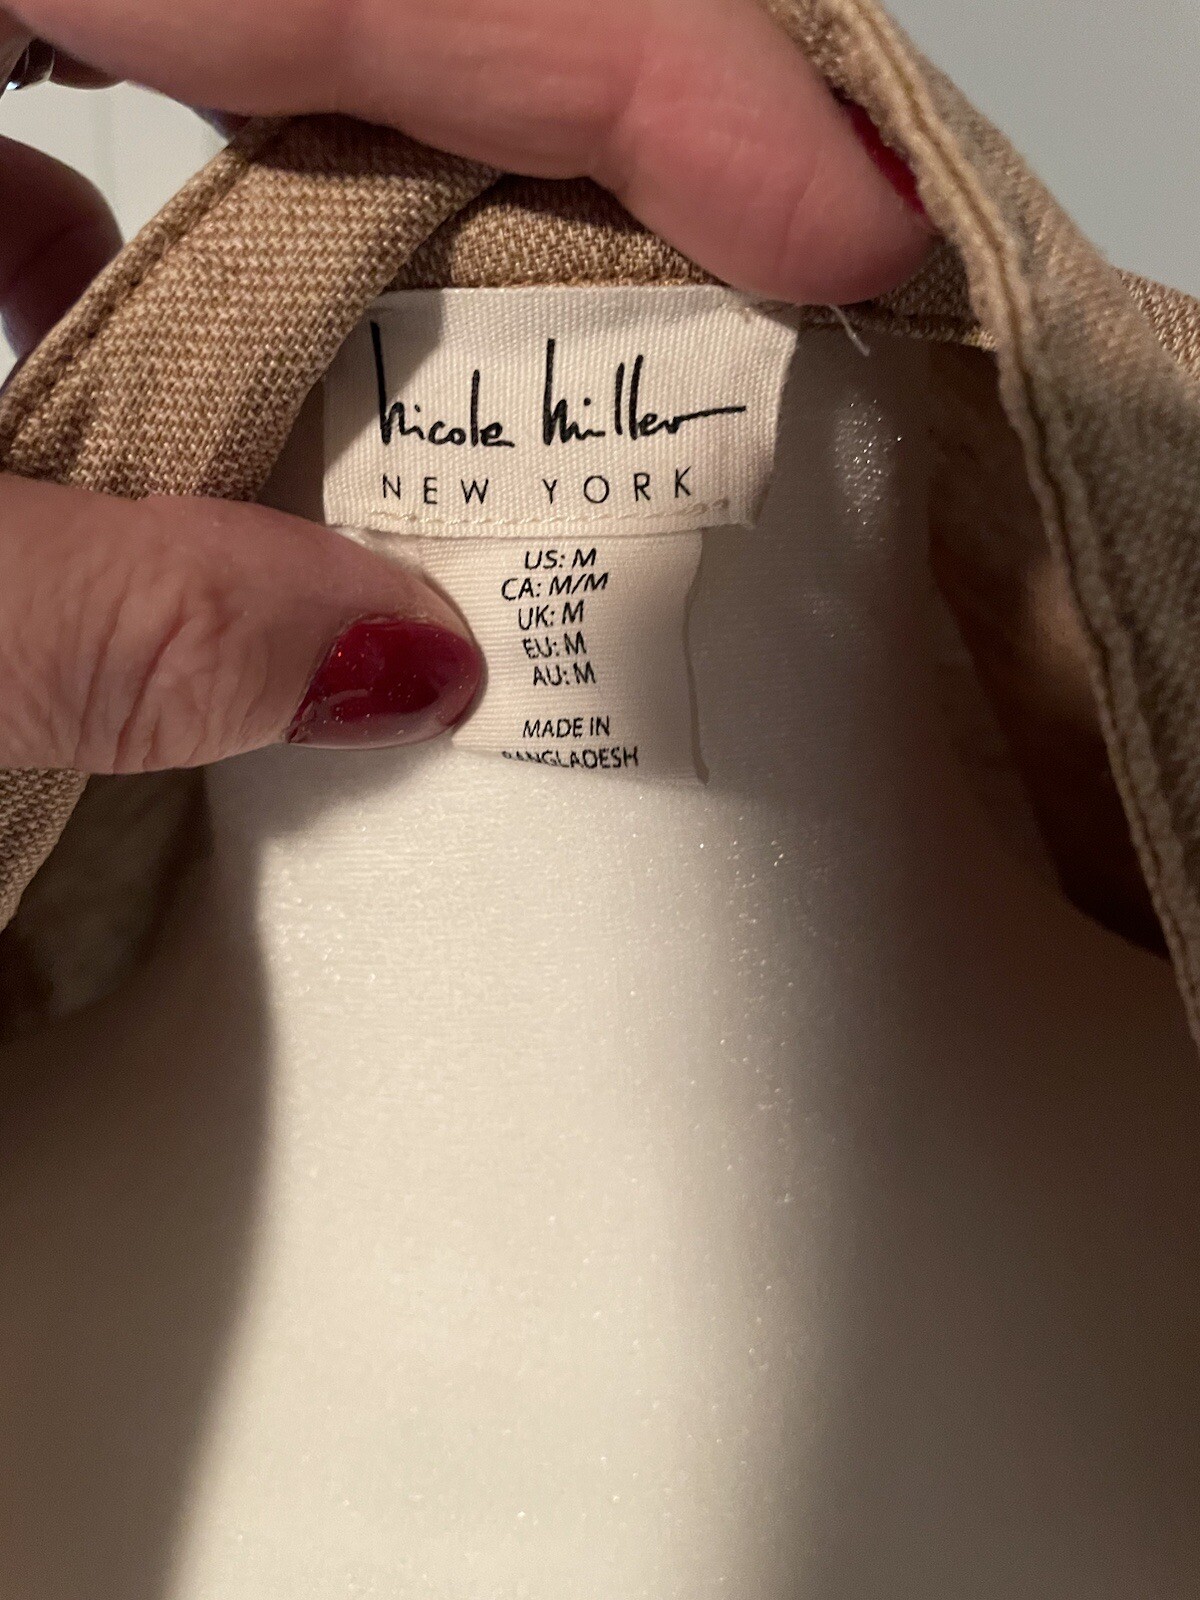 Nicole Miller
NEW YORK
US: M
CA: M/M
UK: M
EU: M
AU: M
MADE IN
BANGLADESH